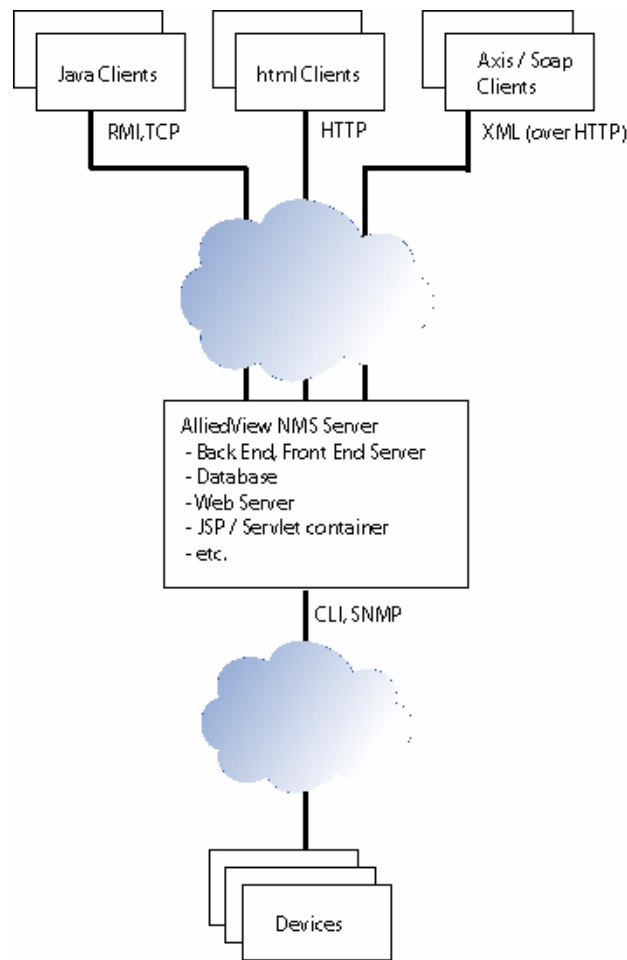 Java Clients
html Clients
Axis / Soap
Clients
RMI,TCP
HTTP
XML (over HTTP)
AlliedView NMS Server
- Back End, Front End Server
- Database
- Web Server
- JSP / Servlet container
- etc.
CLI, SNMP
Devices